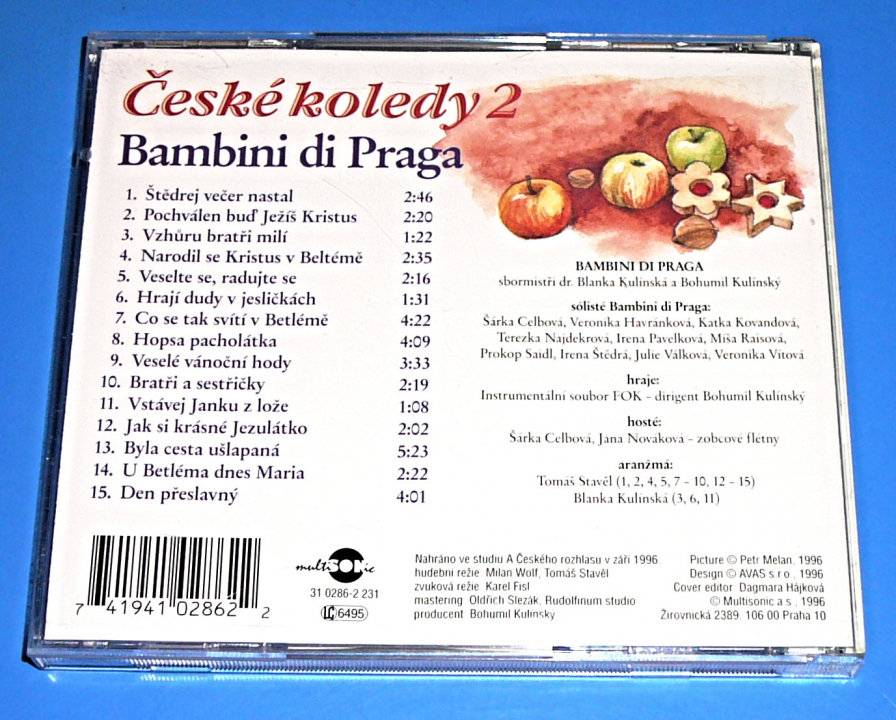 České koledy 2
Bambini di Praga
1. Štědrej večer nastal 2:46
2. Pochválen buď Ježíš Kristus 2:20
3. Vzhůru bratři milí 1:22
4. Narodil se Kristus v Beltémě 2:35
5. Veselte se, radujte se 2:16
6. Hrají dudy v jesličkách 1:31
7. Co se tak svítí v Betlémě 4:22
8. Hopsa pacholátka 4:09
9. Veselé vánoční hody 3:33
10. Bratři a sestřičky 2:19
11. Vstávej Janku z lože 1:08
12. Jak si krásné Jezulátko 2:02
13. Byla cesta ušlapaná 5:23
14. U Betléma dnes Maria 2:22
15. Den přeslavný 4:01
BAMBINI DI PRAGA
sbormistři dr. Blanka Kulínská a Bohumil Kulínský
sólisté Bambini di Praga:
Šárka Celbová, Veronika Havránková, Katka Kovandová,
Terezka Najdekrová, Irena Pavelková, Míša Raisová,
Prokop Saidl, Irena Štědrá, Julie Válková, Veronika Vítová
hraje:
Instrumentální soubor FOK - dirigent Bohumil Kulínský
hosté:
Šárka Celbová, Jana Nováková - zobcové flétny
aranžmá:
Tomáš Stavěl (1, 2, 4, 5, 7 - 10, 12 - 15)
Blanka Kulínská (3, 6, 11)
7 41941 02862 2
multiSONic
31 0286-2 231
LC 6495
Nahráno ve studiu A Českého rozhlasu v září 1996
hudební režie Milan Wolf, Tomáš Stavěl
zvuková režie Karel Fisl
mastering Oldřich Slezák, Rudolfinum studio
producent Bohumil Kulínský
Picture © Petr Melan, 1996
Design © AVAS s.r.o., 1996
Cover editor Dagmara Hájková
© Multisonic a.s., 1996
Žirovnická 2389, 106 00 Praha 10